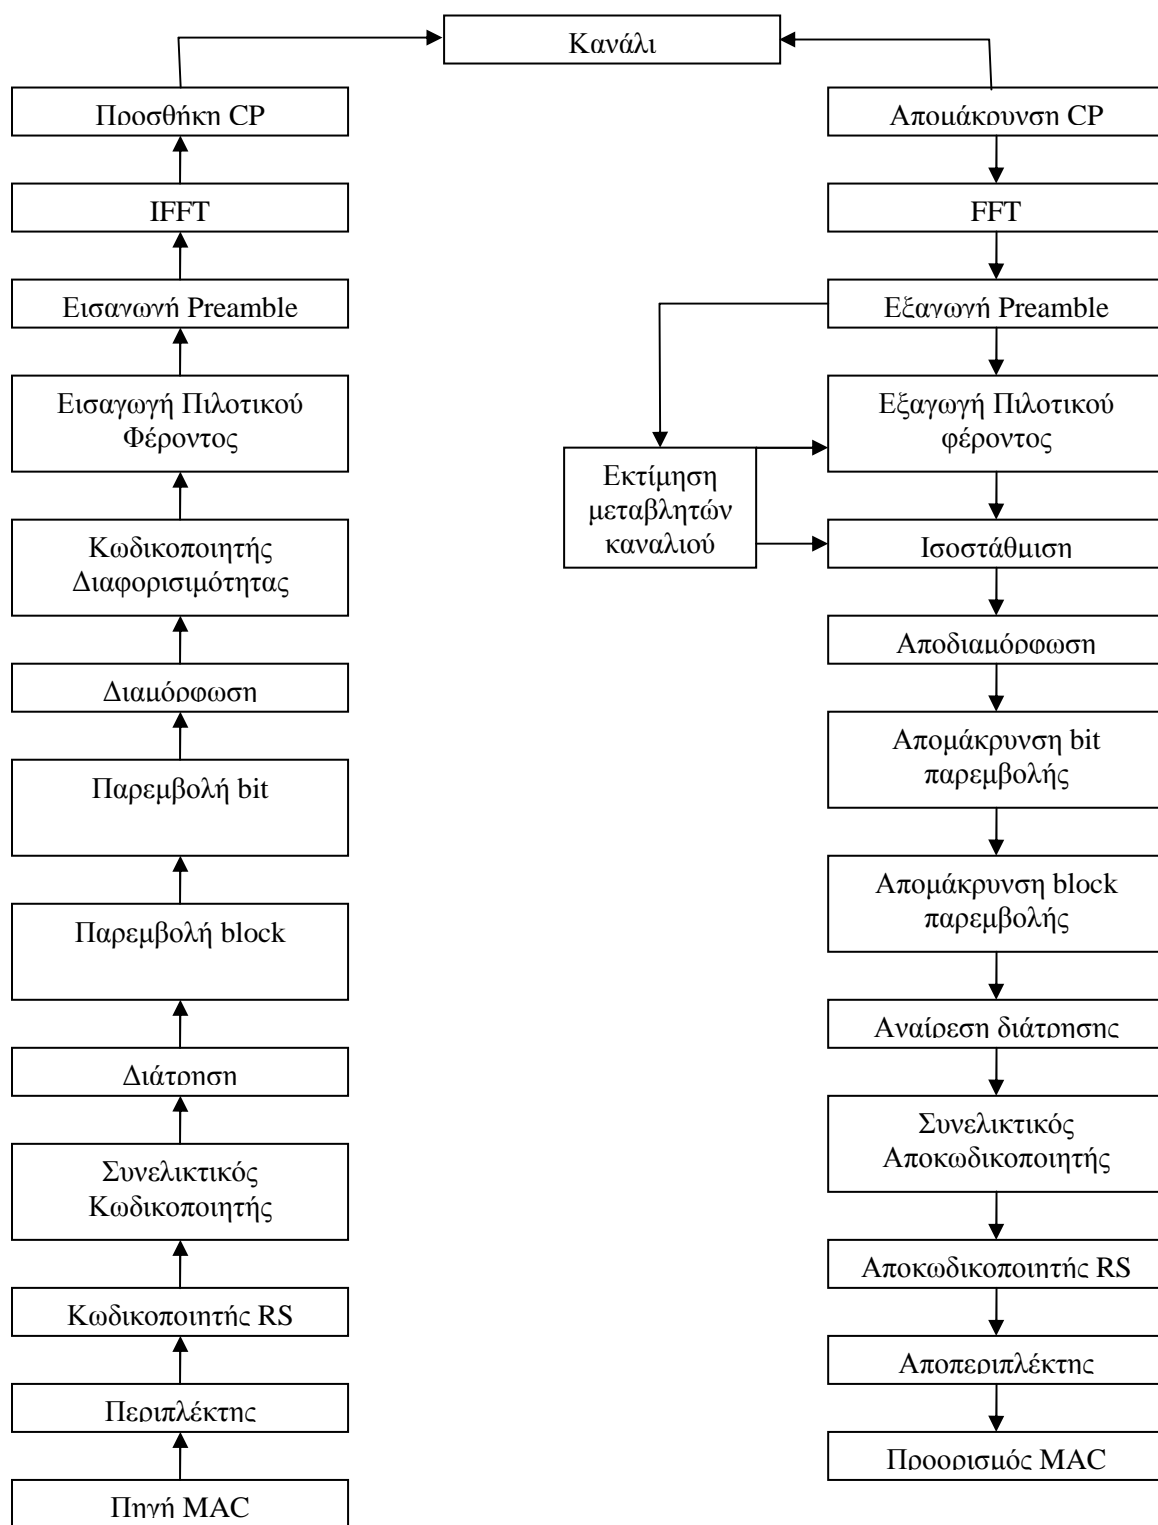 Κανάλι
Προσθήκη CP
IFFT
Εισαγωγή Preamble
Εισαγωγή Πιλοτικού
Φέροντος
Κωδικοποιητής
Διαφορισιμότητας
Διαμόρφωση
Παρεμβολή bit
Παρεμβολή block
Διάτρηση
Συνελικτικός
Κωδικοποιητής
Κωδικοποιητής RS
Περιπλέκτης
Πηγή MAC
Απομάκρυνση CP
FFT
Εξαγωγή Preamble
Εξαγωγή Πιλοτικού
φέροντος
Εκτίμηση
μεταβλητών
καναλιού
Ισοστάθμιση
Αποδιαμόρφωση
Απομάκρυνση bit
παρεμβολής
Απομάκρυνση block
παρεμβολής
Αναίρεση διάτρησης
Συνελικτικός
Αποκωδικοποιητής
Αποκωδικοποιητής RS
Αποπεριπλέκτης
Προορισμός MAC